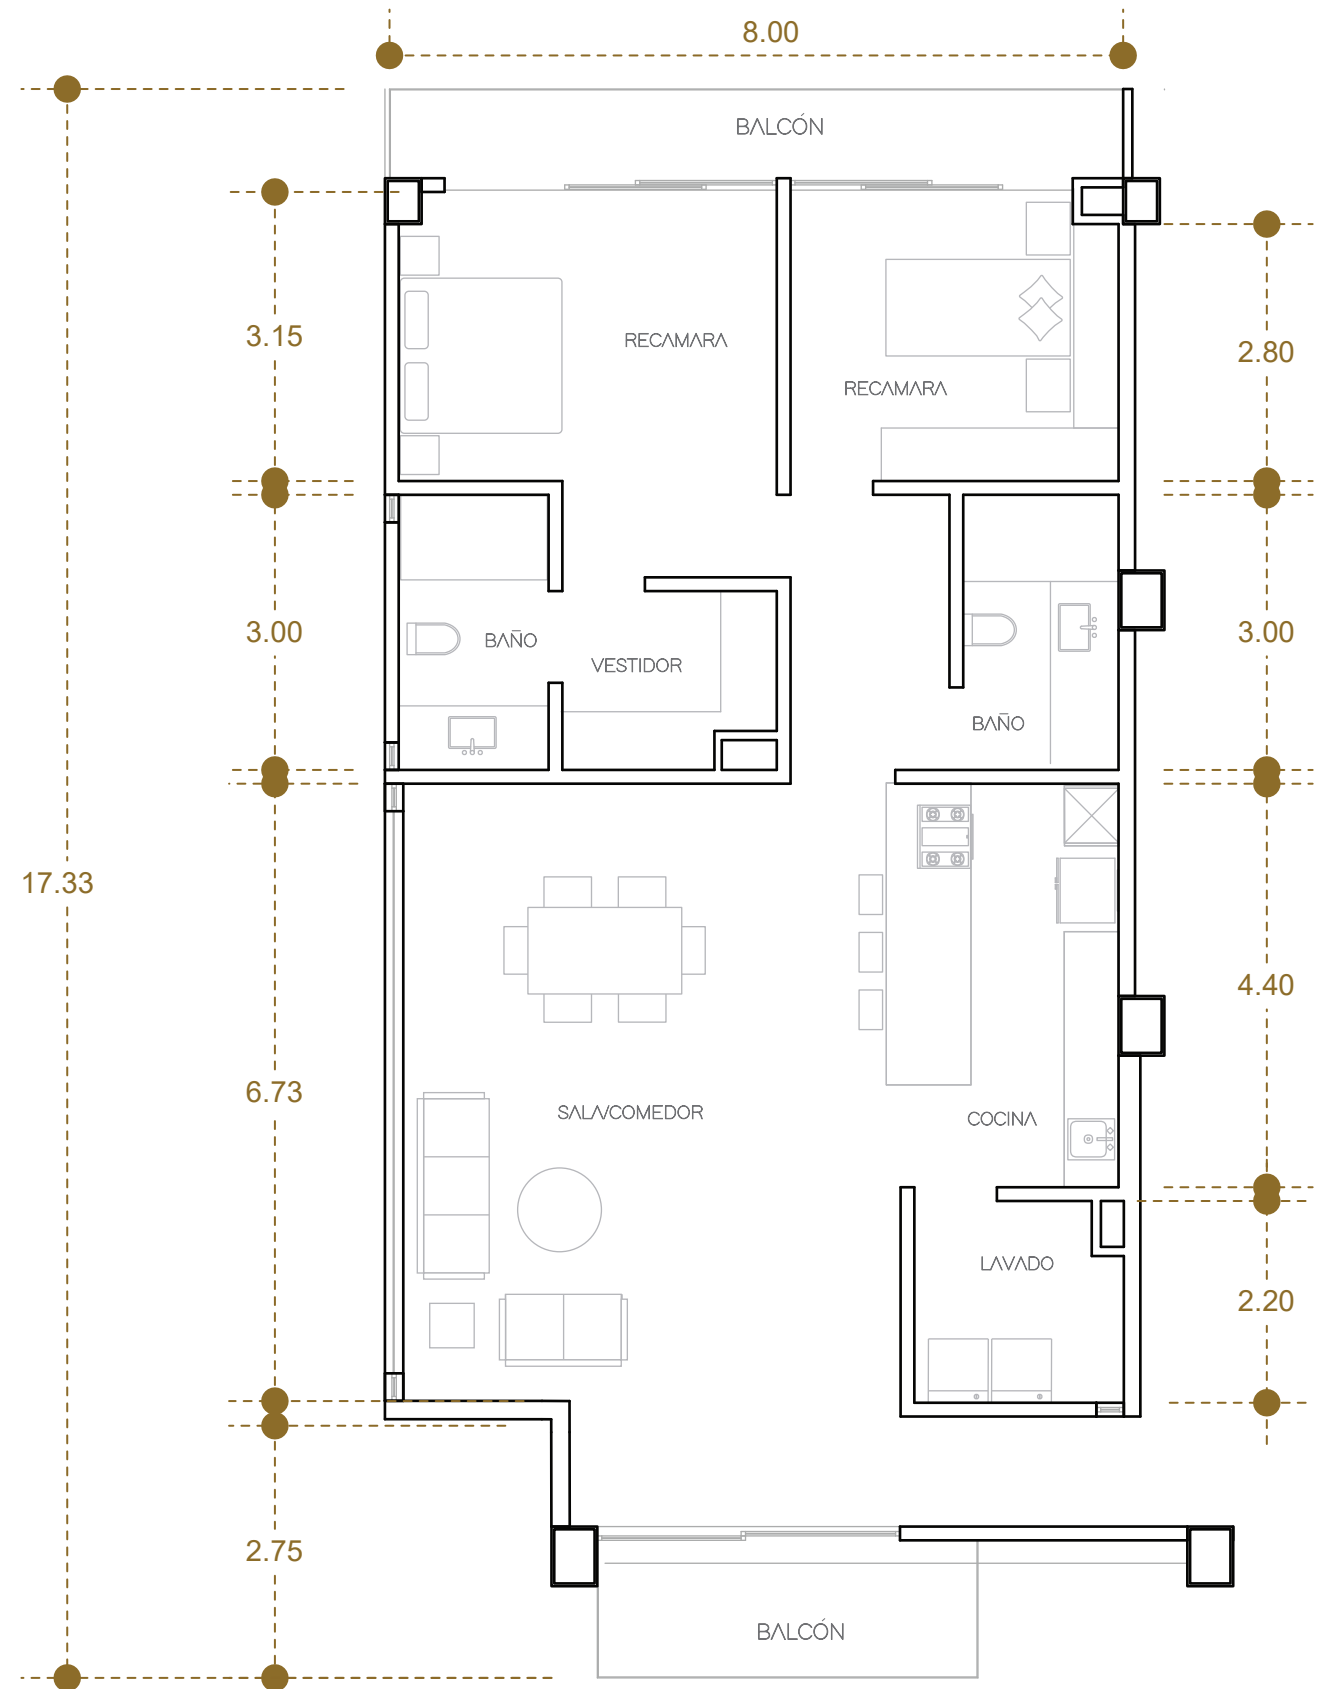 8.00
BALCÓN
3.15
RECAMARA
2.80
RECAMARA
3.00
BAÑO
VESTIDOR
3.00
BAÑO
17.33
4.40
6.73
SALA/COMEDOR
COCINA
LAVADO
2.20
2.75
BALCÓN